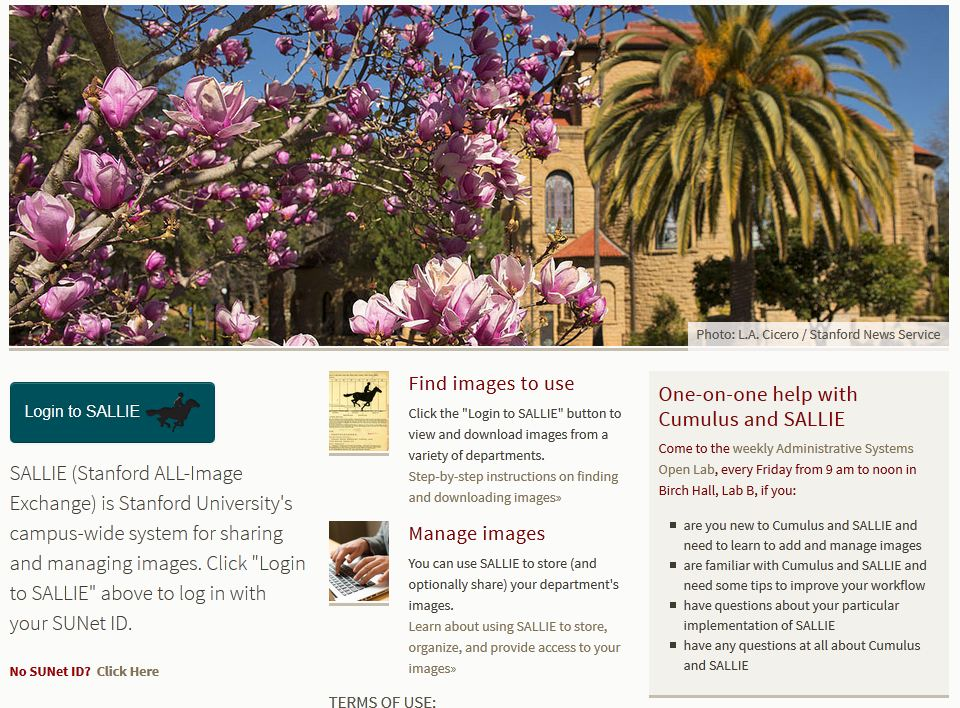 Photo: L.A. Cicero / Stanford News Service
Login to SALLIE
SALLIE (Stanford ALL-Image
Exchange) is Stanford University's
campus-wide system for sharing
and managing images. Click "Login
to SALLIE" above to log in with
your SUNet ID.
No SUNet ID? Click Here
Find images to use
Click the "Login to SALLIE" button to
view and download images from a
variety of departments.
Step-by-step instructions on finding
and downloading images»
Manage images
You can use SALLIE to store (and
optionally share) your department's
images.
Learn about using SALLIE to store,
organize, and provide access to your
images»
TERMS OF USE:
One-on-one help with
Cumulus and SALLIE
Come to the weekly Administrative Systems
Open Lab, every Friday from 9 am to noon in
Birch Hall, Lab B, if you:
are you new to Cumulus and SALLIE and
need to learn to add and manage images
are familiar with Cumulus and SALLIE and
need some tips to improve your workflow
have questions about your particular
implementation of SALLIE
have any questions at all about Cumulus
and SALLIE